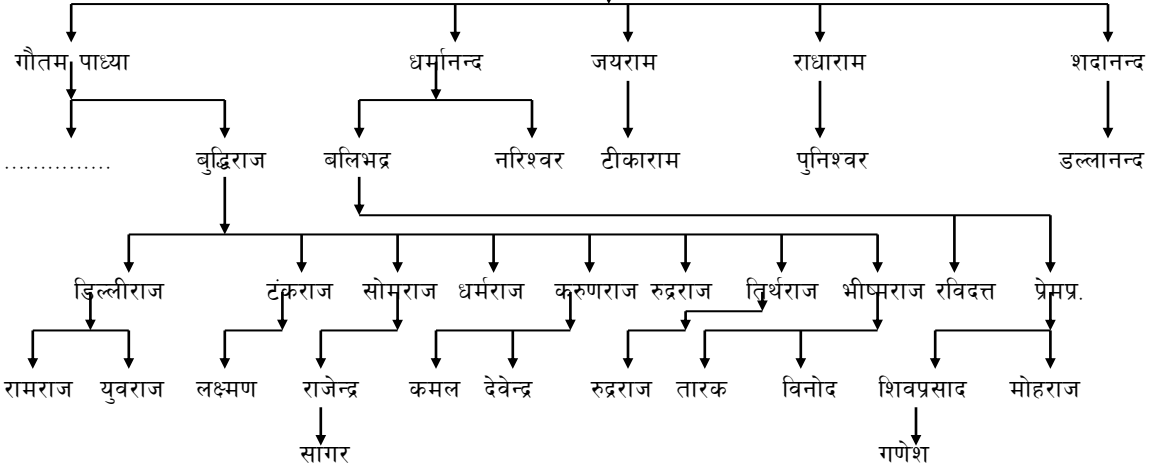 गौतम पाध्या धर्मानन्द जयराम राधाराम शदानन्द
............... बुद्धिराज बलिभद्र नरिश्वर टीकाराम पुनिश्वर डल्लानन्द
डिल्लीराज टंकराज सोमराज धर्मराज करुणराज रुद्रराज तिर्थराज भीष्मराज रविदत्त प्रेमप्र.
रामराज युवराज लक्ष्मण राजेन्द्र कमल देवेन्द्र रुद्रराज तारक विनोद शिवप्रसाद मोहराज
सागर गणेश